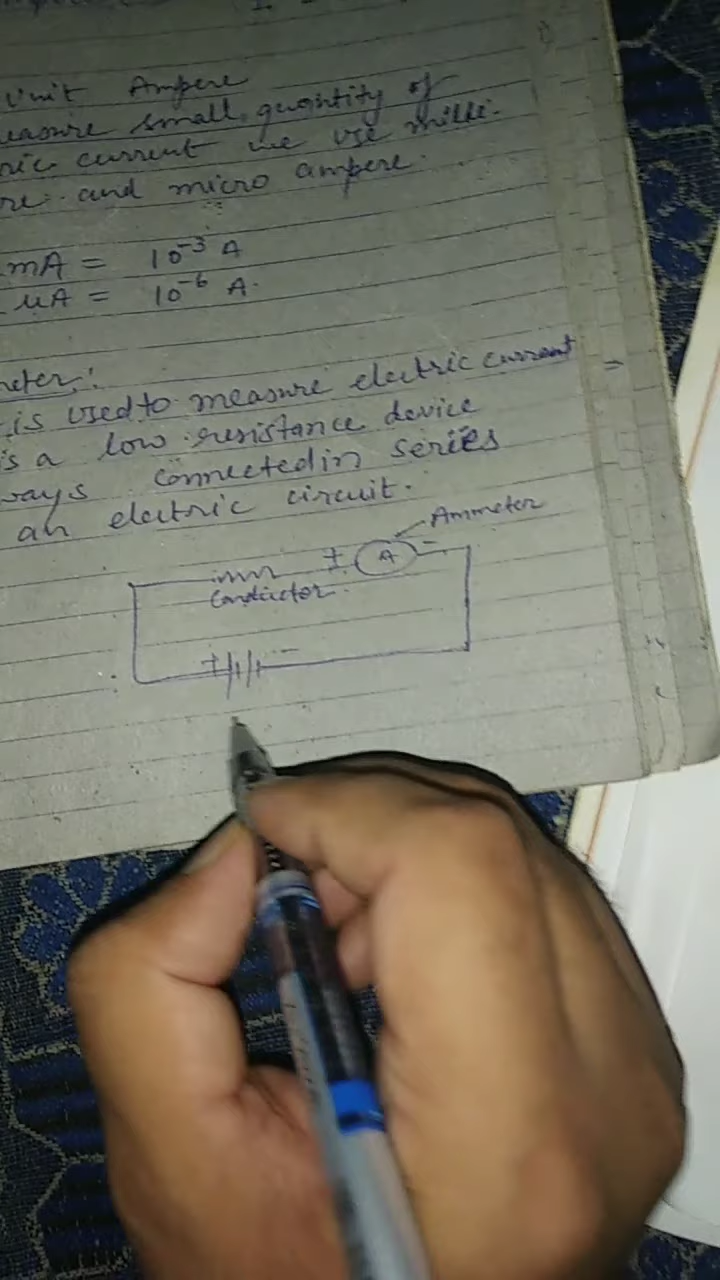 Unit Ampere
measure small quantity of
ric current we use milli-
re and micro ampere.
mA = 10⁻³ A
μA = 10⁻⁶ A.
meter:
is used to measure electric current
is a low resistance device
ways connected in series
an electric circuit.
Ammeter
+ A -
Conductor
+ -